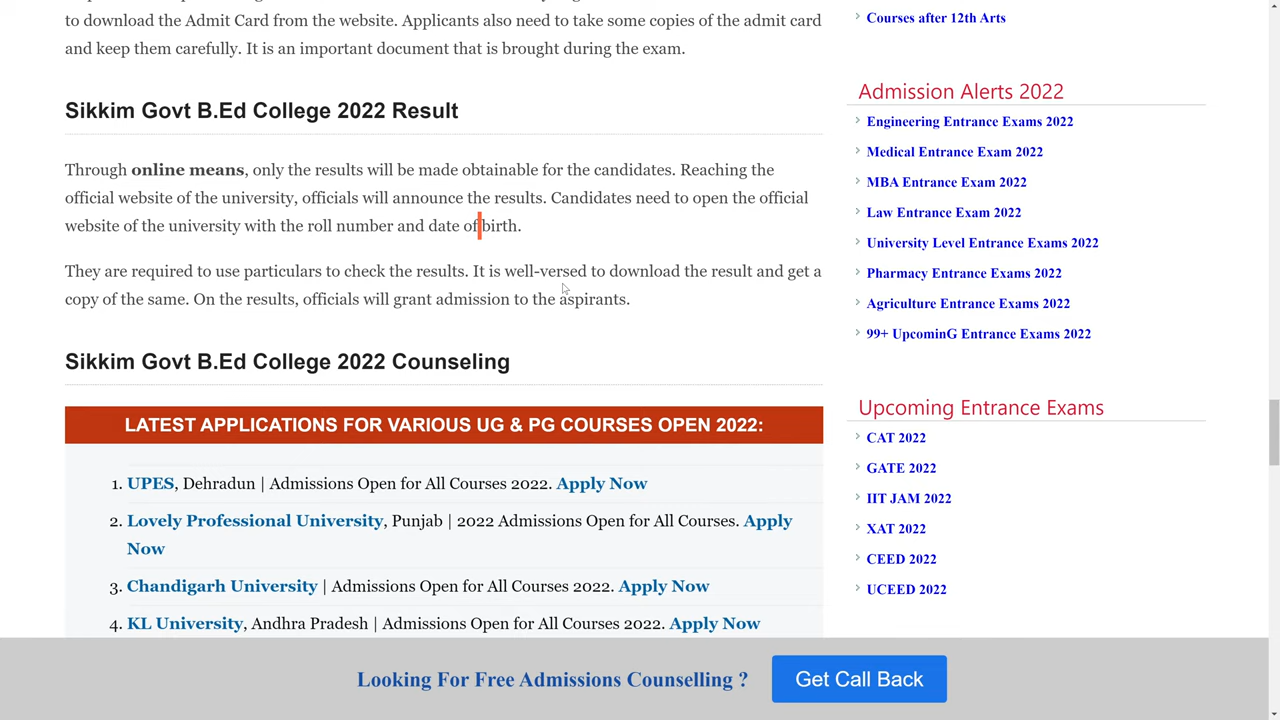 to download the Admit Card from the website. Applicants also need to take some copies of the admit card
and keep them carefully. It is an important document that is brought during the exam.
Sikkim Govt B.Ed College 2022 Result
Through online means, only the results will be made obtainable for the candidates. Reaching the
official website of the university, officials will announce the results. Candidates need to open the official
website of the university with the roll number and date of birth.
They are required to use particulars to check the results. It is well-versed to download the result and get a
copy of the same. On the results, officials will grant admission to the aspirants.
Sikkim Govt B.Ed College 2022 Counseling
LATEST APPLICATIONS FOR VARIOUS UG & PG COURSES OPEN 2022:
1. UPES, Dehradun | Admissions Open for All Courses 2022. Apply Now
2. Lovely Professional University, Punjab | 2022 Admissions Open for All Courses. Apply
Now
3. Chandigarh University | Admissions Open for All Courses 2022. Apply Now
4. KL University, Andhra Pradesh | Admissions Open for All Courses 2022. Apply Now
Courses after 12th Arts
Admission Alerts 2022
Engineering Entrance Exams 2022
Medical Entrance Exam 2022
MBA Entrance Exam 2022
Law Entrance Exam 2022
University Level Entrance Exams 2022
Pharmacy Entrance Exams 2022
Agriculture Entrance Exams 2022
99+ UpcominG Entrance Exams 2022
Upcoming Entrance Exams
CAT 2022
GATE 2022
IIT JAM 2022
XAT 2022
CEED 2022
UCEED 2022
Looking For Free Admissions Counselling ?
Get Call Back